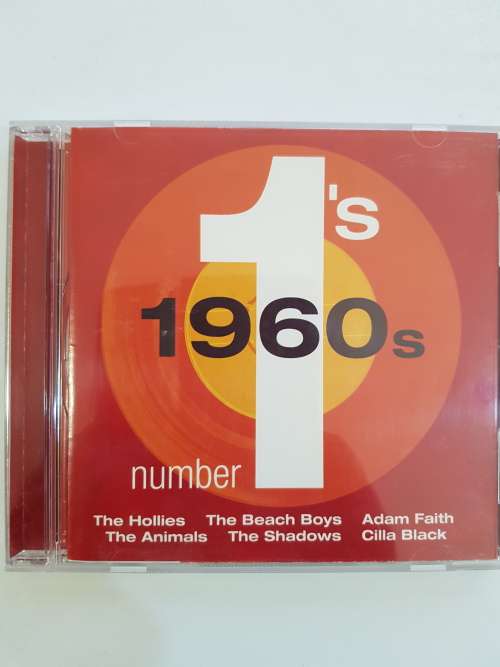 number 1's
1960s
The Hollies The Beach Boys Adam Faith
The Animals The Shadows Cilla Black